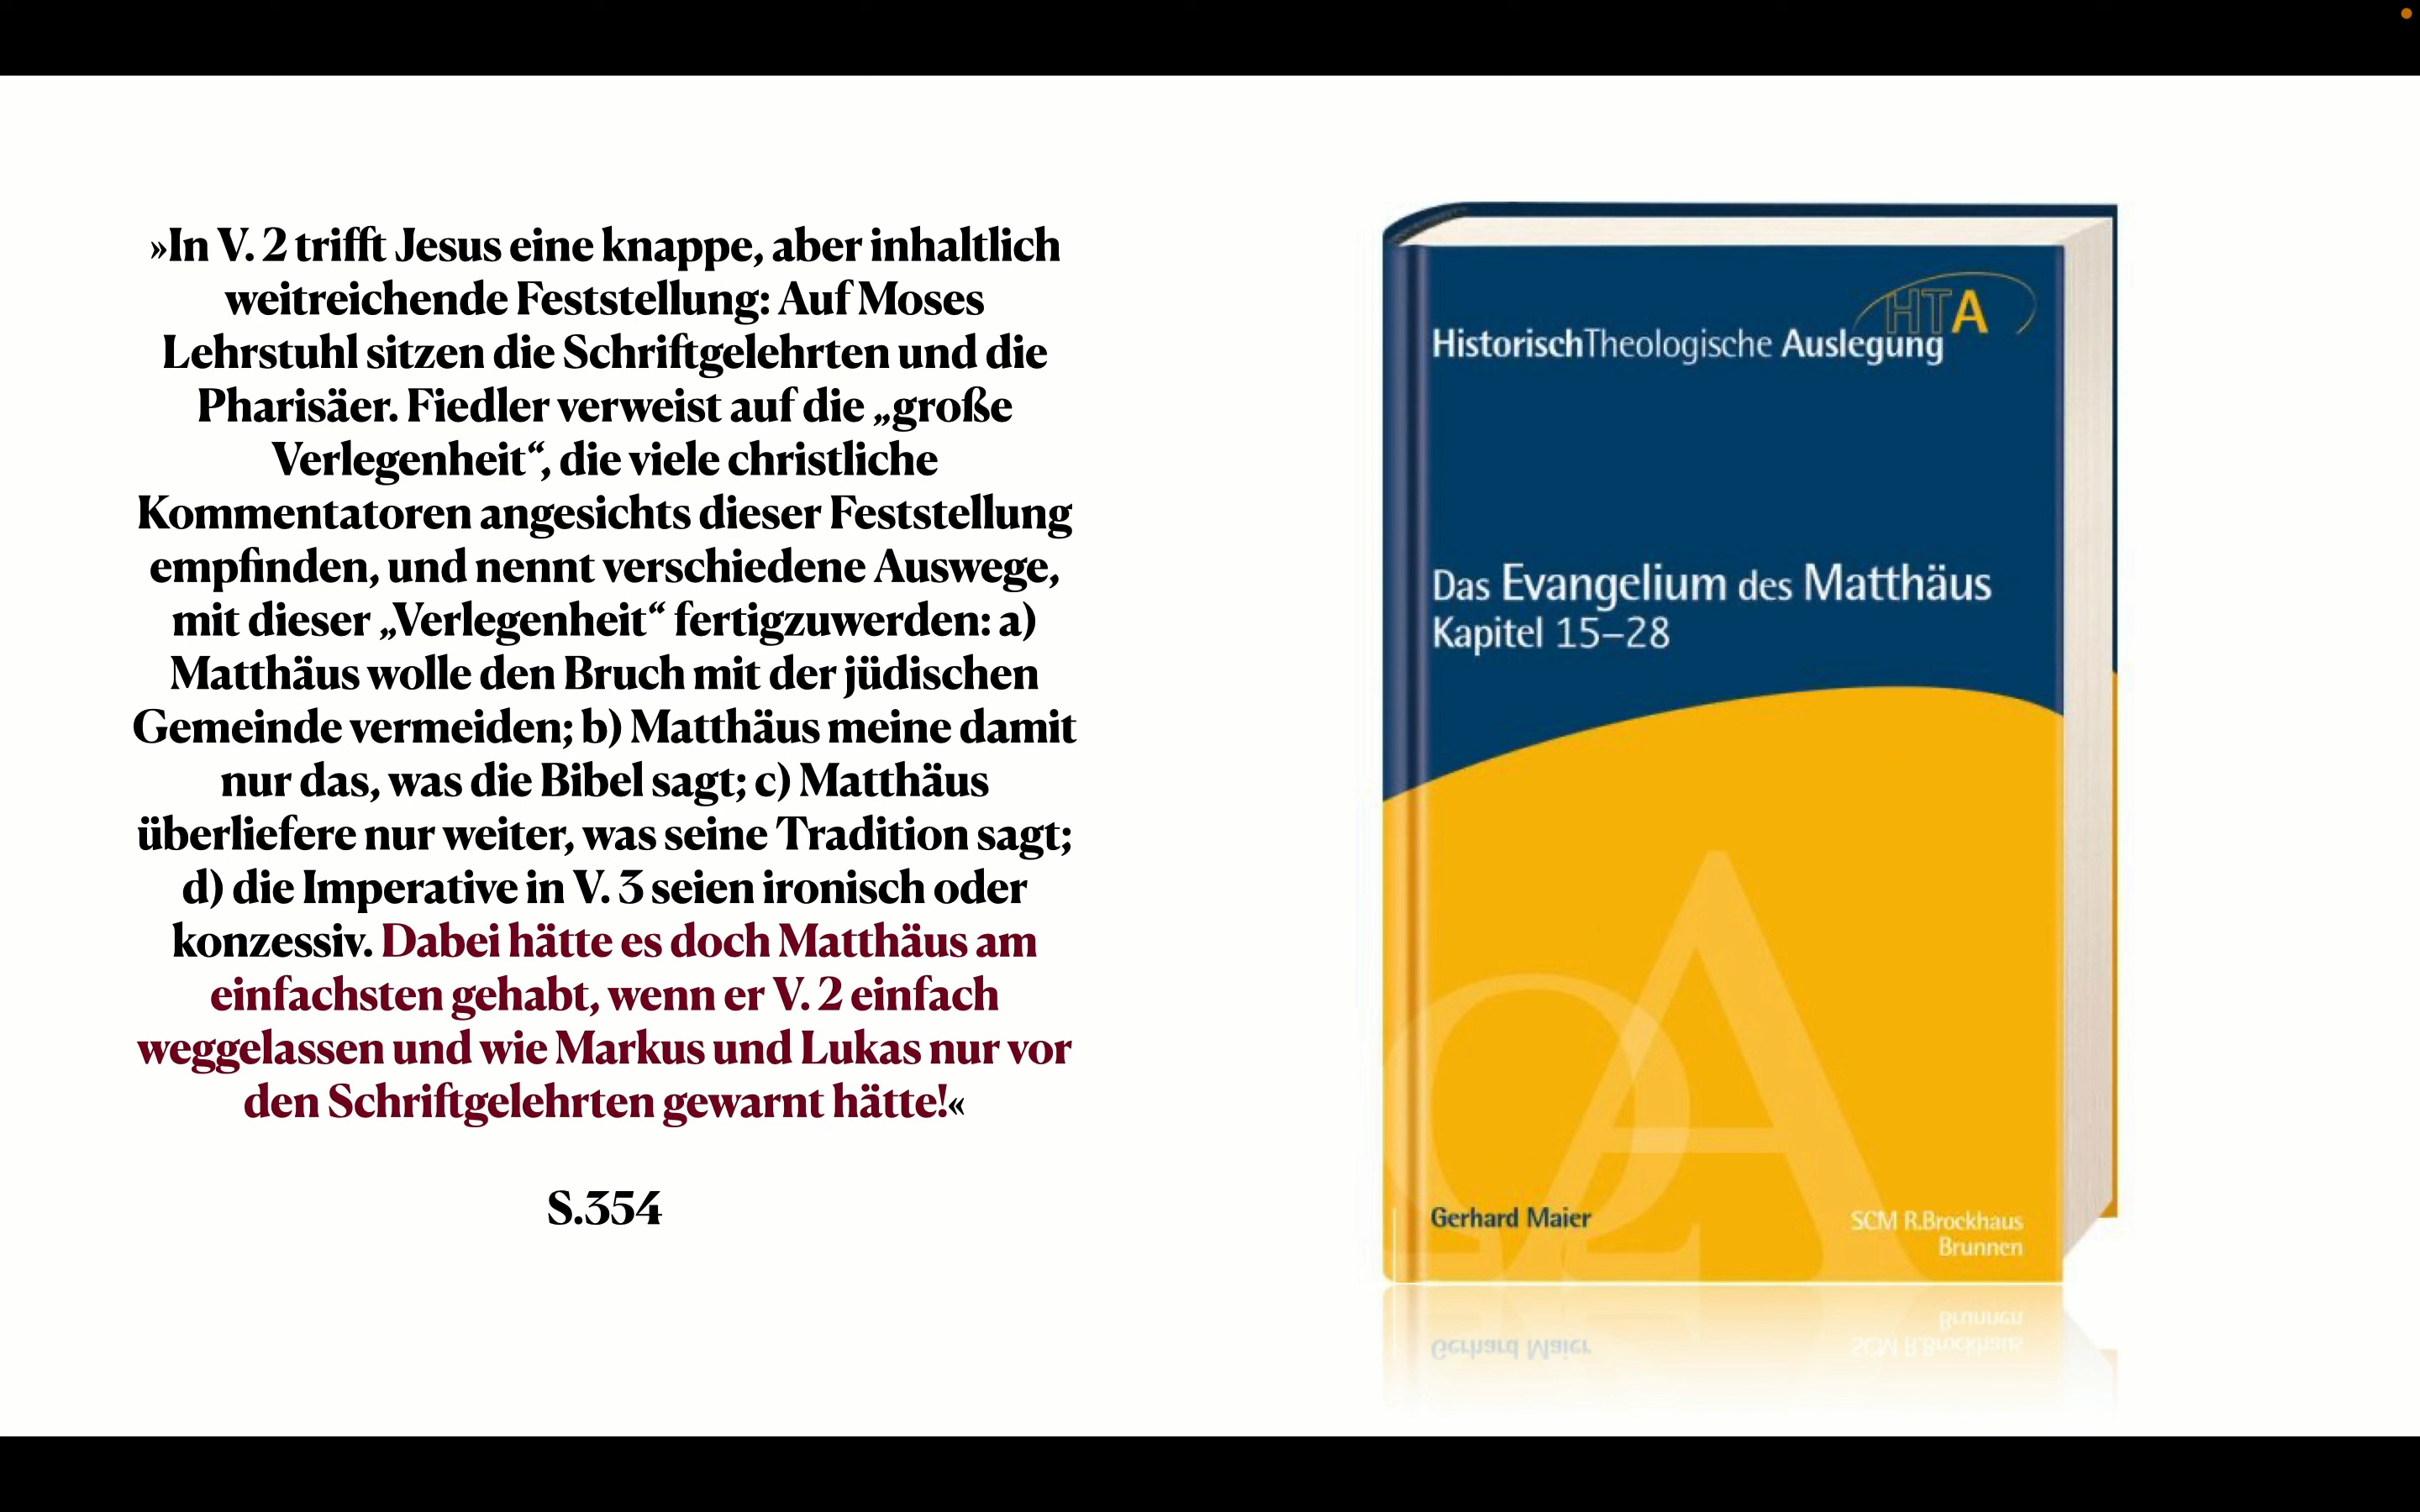 »In V. 2 trifft Jesus eine knappe, aber inhaltlich
weitreichende Feststellung: Auf Moses
Lehrstuhl sitzen die Schriftgelehrten und die
Pharisäer. Fiedler verweist auf die „große
Verlegenheit“, die viele christliche
Kommentatoren angesichts dieser Feststellung
empfinden, und nennt verschiedene Auswege,
mit dieser „Verlegenheit“ fertigzuwerden: a)
Matthäus wolle den Bruch mit der jüdischen
Gemeinde vermeiden; b) Matthäus meine damit
nur das, was die Bibel sagt; c) Matthäus
überliefere nur weiter, was seine Tradition sagt;
d) die Imperative in V. 3 seien ironisch oder
konzessiv. Dabei hätte es doch Matthäus am
einfachsten gehabt, wenn er V. 2 einfach
weggelassen und wie Markus und Lukas nur vor
den Schriftgelehrten gewarnt hätte!«
S.354
HTA
HistorischTheologische Auslegung
Das Evangelium des Matthäus
Kapitel 15–28
Gerhard Maier
SCM R.Brockhaus
Brunnen